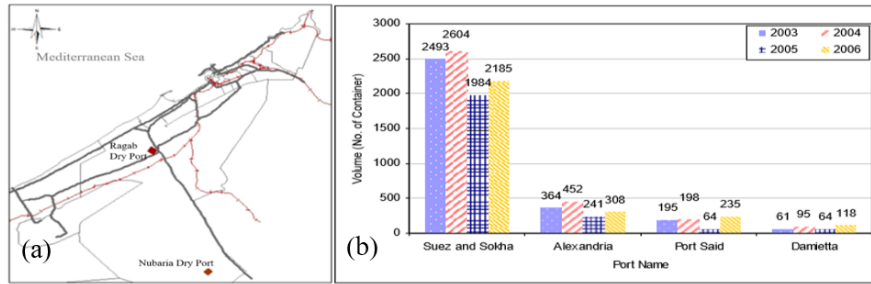 N
Mediterranean Sea
Ragab
Dry Port
Nubaria Dry Port
(a)
Volume (No. of Container)
3000
2500
2000
1500
1000
500
0
2003 2004
2005 2006
2493 2604 1984 2185
364 452 241 308
195 198 64 235
61 95 64 118
Suez and Sokha Alexandria Port Said Damietta
Port Name
(b)